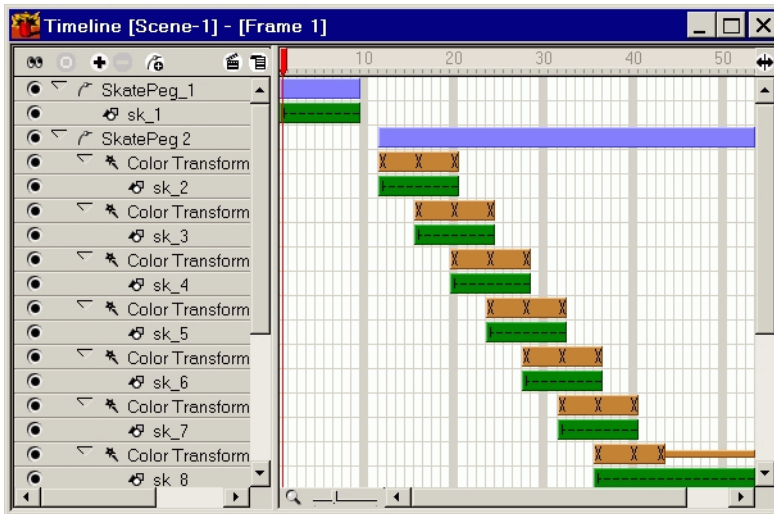 Timeline [Scene-1] - [Frame 1]
10 20 30 40 50
SkatePeg_1
sk_1
SkatePeg 2
Color Transform
sk_2
Color Transform
sk_3
Color Transform
sk_4
Color Transform
sk_5
Color Transform
sk_6
Color Transform
sk_7
Color Transform
sk_8